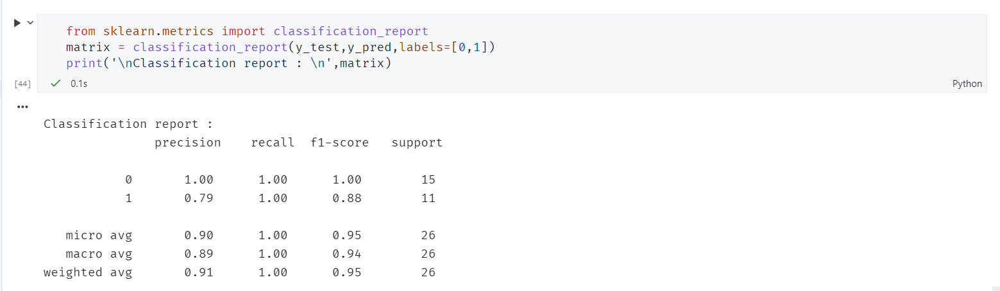 from sklearn.metrics import classification_report
matrix = classification_report(y_test,y_pred,labels=[0,1])
print('\nClassification report : \n',matrix)
[44] 0.1s Python
...
Classification report :
precision recall f1-score support
0 1.00 1.00 1.00 15
1 0.79 1.00 0.88 11
micro avg 0.90 1.00 0.95 26
macro avg 0.89 1.00 0.94 26
weighted avg 0.91 1.00 0.95 26